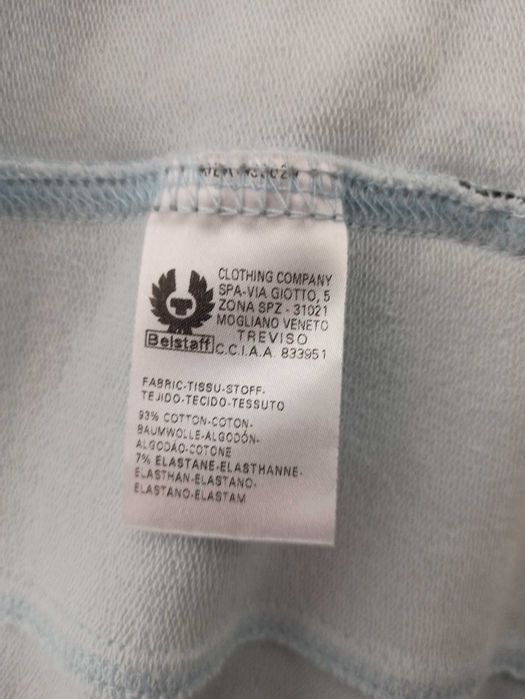 CLOTHING COMPANY
SPA-VIA GIOTTO, 5
ZONA SPZ - 31021
MOGLIANO VENETO
TREVISO
Belstaff C.C.I.A.A. 833951
FABRIC-TISSU-STOFF-
TEJIDO-TECIDO-TESSUTO
93% COTTON-COTON-
BAUMWOLLE-ALGODÓN-
ALGODAO-COTONE
7% ELASTANE-ELASTHANNE-
ELASTHAN-ELASTANO-
ELASTANO-ELASTAM